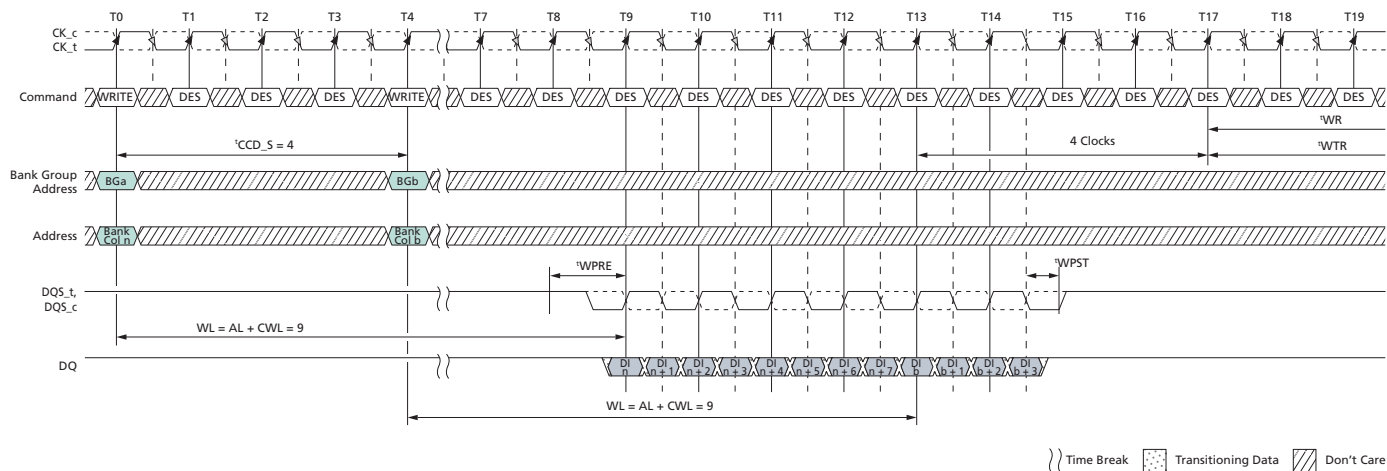 T0 T1 T2 T3 T4 T7 T8 T9 T10 T11 T12 T13 T14 T15 T16 T17 T18 T19
CK_c
CK_t
Command WRITE DES DES DES WRITE DES DES DES DES DES DES DES DES DES DES DES DES DES
tWR
tCCD_S = 4 4 Clocks tWTR
Bank Group
Address BGa BGb
Address Bank
Col n Bank
Col b
tWPRE tWPST
DQS_t,
DQS_c
WL = AL + CWL = 9
DQ DI
n DI
n + 1 DI
n + 2 DI
n + 3 DI
n + 4 DI
n + 5 DI
n + 6 DI
n + 7 DI
b DI
b + 1 DI
b + 2 DI
b + 3
WL = AL + CWL = 9
Time Break Transitioning Data Don't Care